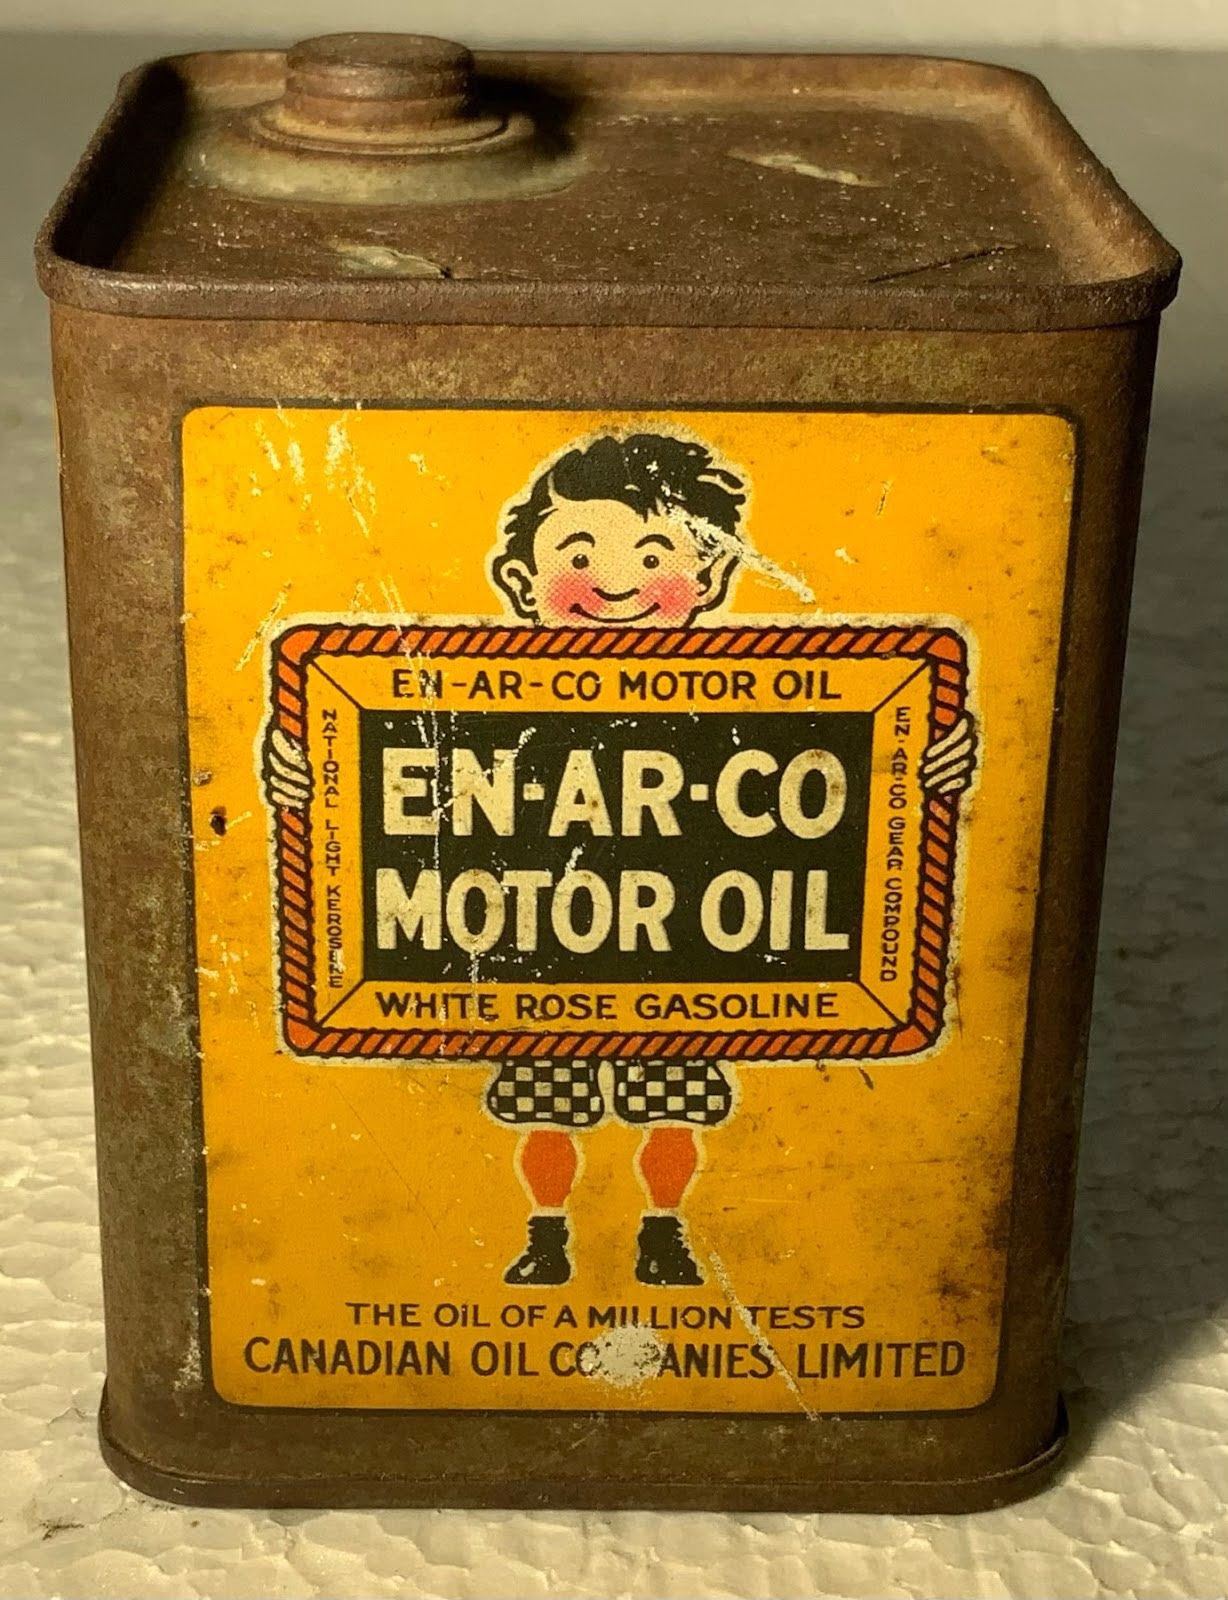 EN-AR-CO MOTOR OIL
NATIONAL LIGHT KEROSENE
EN-AR-CO
MOTOR OIL
EN-AR-CO GEAR COMPOUND
WHITE ROSE GASOLINE
THE OIL OF A MILLION TESTS
CANADIAN OIL COMPANIES LIMITED